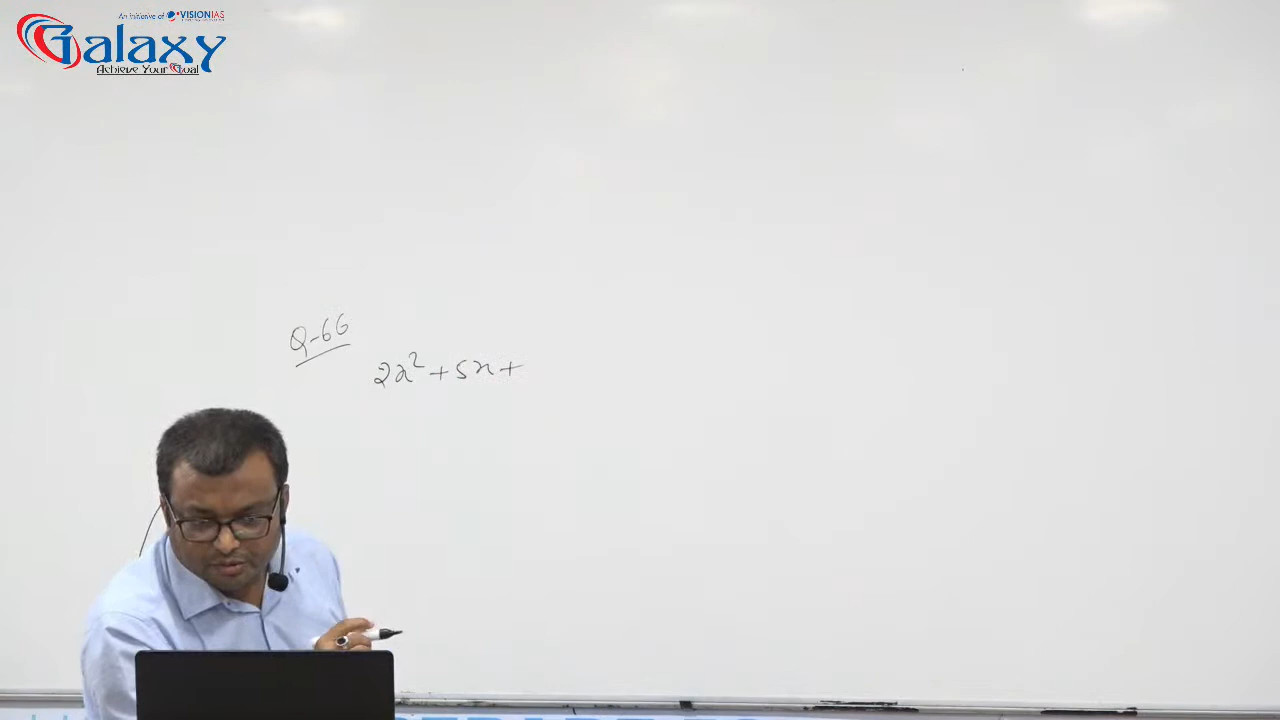 An initiative of VISIONIAS
Galaxy
Achieve Your Goal
Q-66
2x² + 5x +